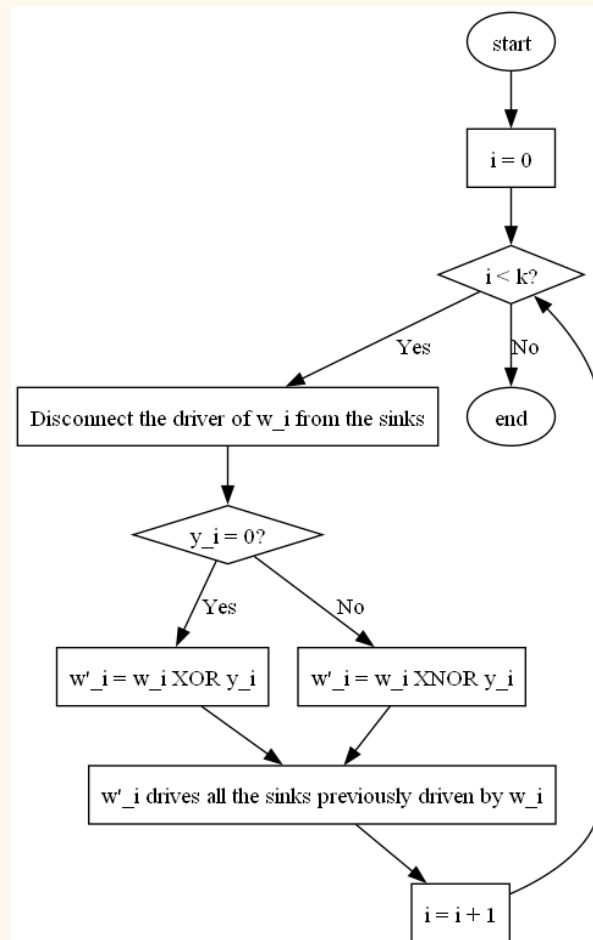 start
i = 0
i < k?
Yes
No
Disconnect the driver of w_i from the sinks
end
y_i = 0?
Yes
No
w'_i = w_i XOR y_i
w'_i = w_i XNOR y_i
w'_i drives all the sinks previously driven by w_i
i = i + 1